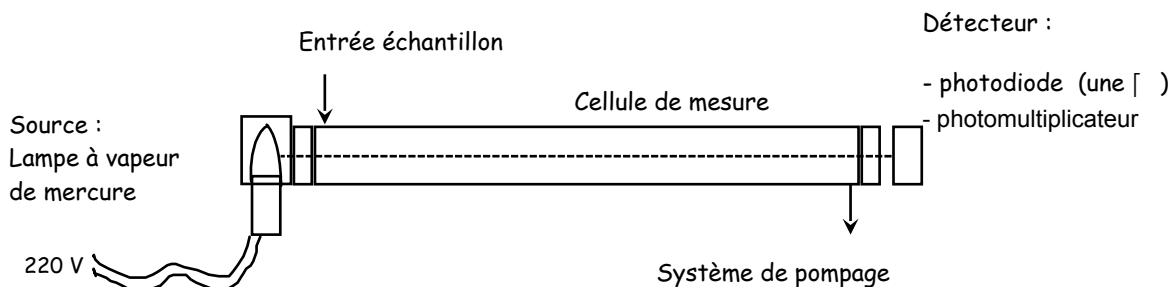 Détecteur :
Entrée échantillon
- photodiode (une ⌈ )
Cellule de mesure
- photomultiplicateur
Source :
Lampe à vapeur
de mercure
220 V
Système de pompage